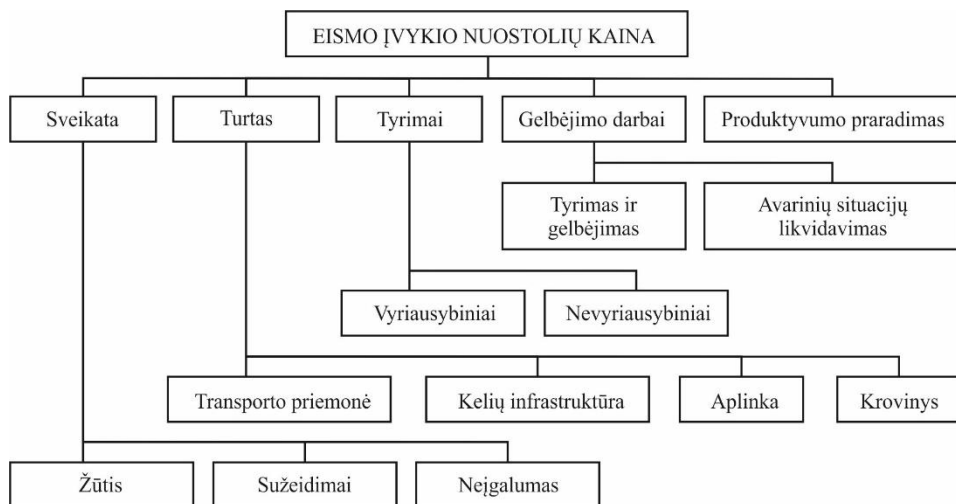 EISMO ĮVYKIO NUOSTOLIŲ KAINA
Sveikata
Turtas
Tyrimai
Gelbėjimo darbai
Produktyvumo praradimas
Tyrimas ir
gelbėjimas
Avarinių situacijų
likvidavimas
Vyriausybiniai
Nevyriausybiniai
Transporto priemonė
Kelių infrastruktūra
Aplinka
Krovinys
Žūtis
Sužeidimai
Neįgalumas